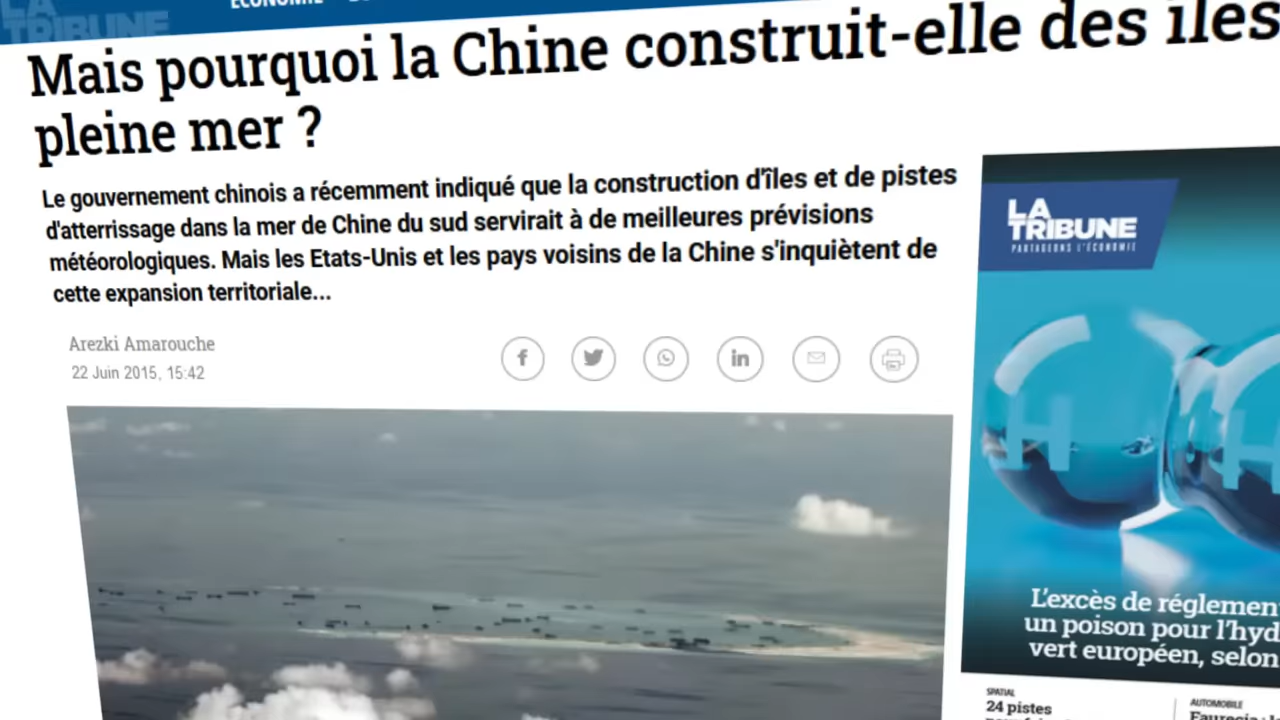 LA
TRIBUNE
ÉCONOMIE
Mais pourquoi la Chine construit-elle des îles
pleine mer ?
Le gouvernement chinois a récemment indiqué que la construction d'îles et de pistes
d'atterrissage dans la mer de Chine du sud servirait à de meilleures prévisions
météorologiques. Mais les Etats-Unis et les pays voisins de la Chine s'inquiètent de
cette expansion territoriale...
Arezki Amarouche
22 Juin 2015, 15:42
f
in
LA
TRIBUNE
PARTAGEONS L'ÉCONOMIE
H
H
L'excès de réglemen
un poison pour l'hyd
vert européen, selon
SPATIAL
24 pistes
AUTOMOBILE